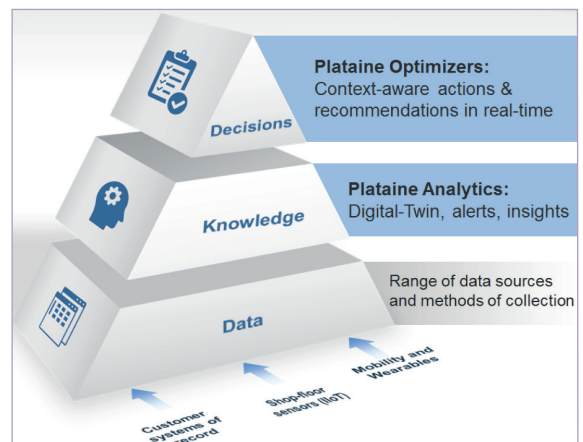 Plataine Optimizers:
Context-aware actions &
recommendations in real-time
Decisions
Plataine Analytics:
Digital-Twin, alerts, insights
Knowledge
Range of data sources
and methods of collection
Data
Customer
systems of
record
Shop-floor
sensors (IIoT)
Mobility and
Wearables